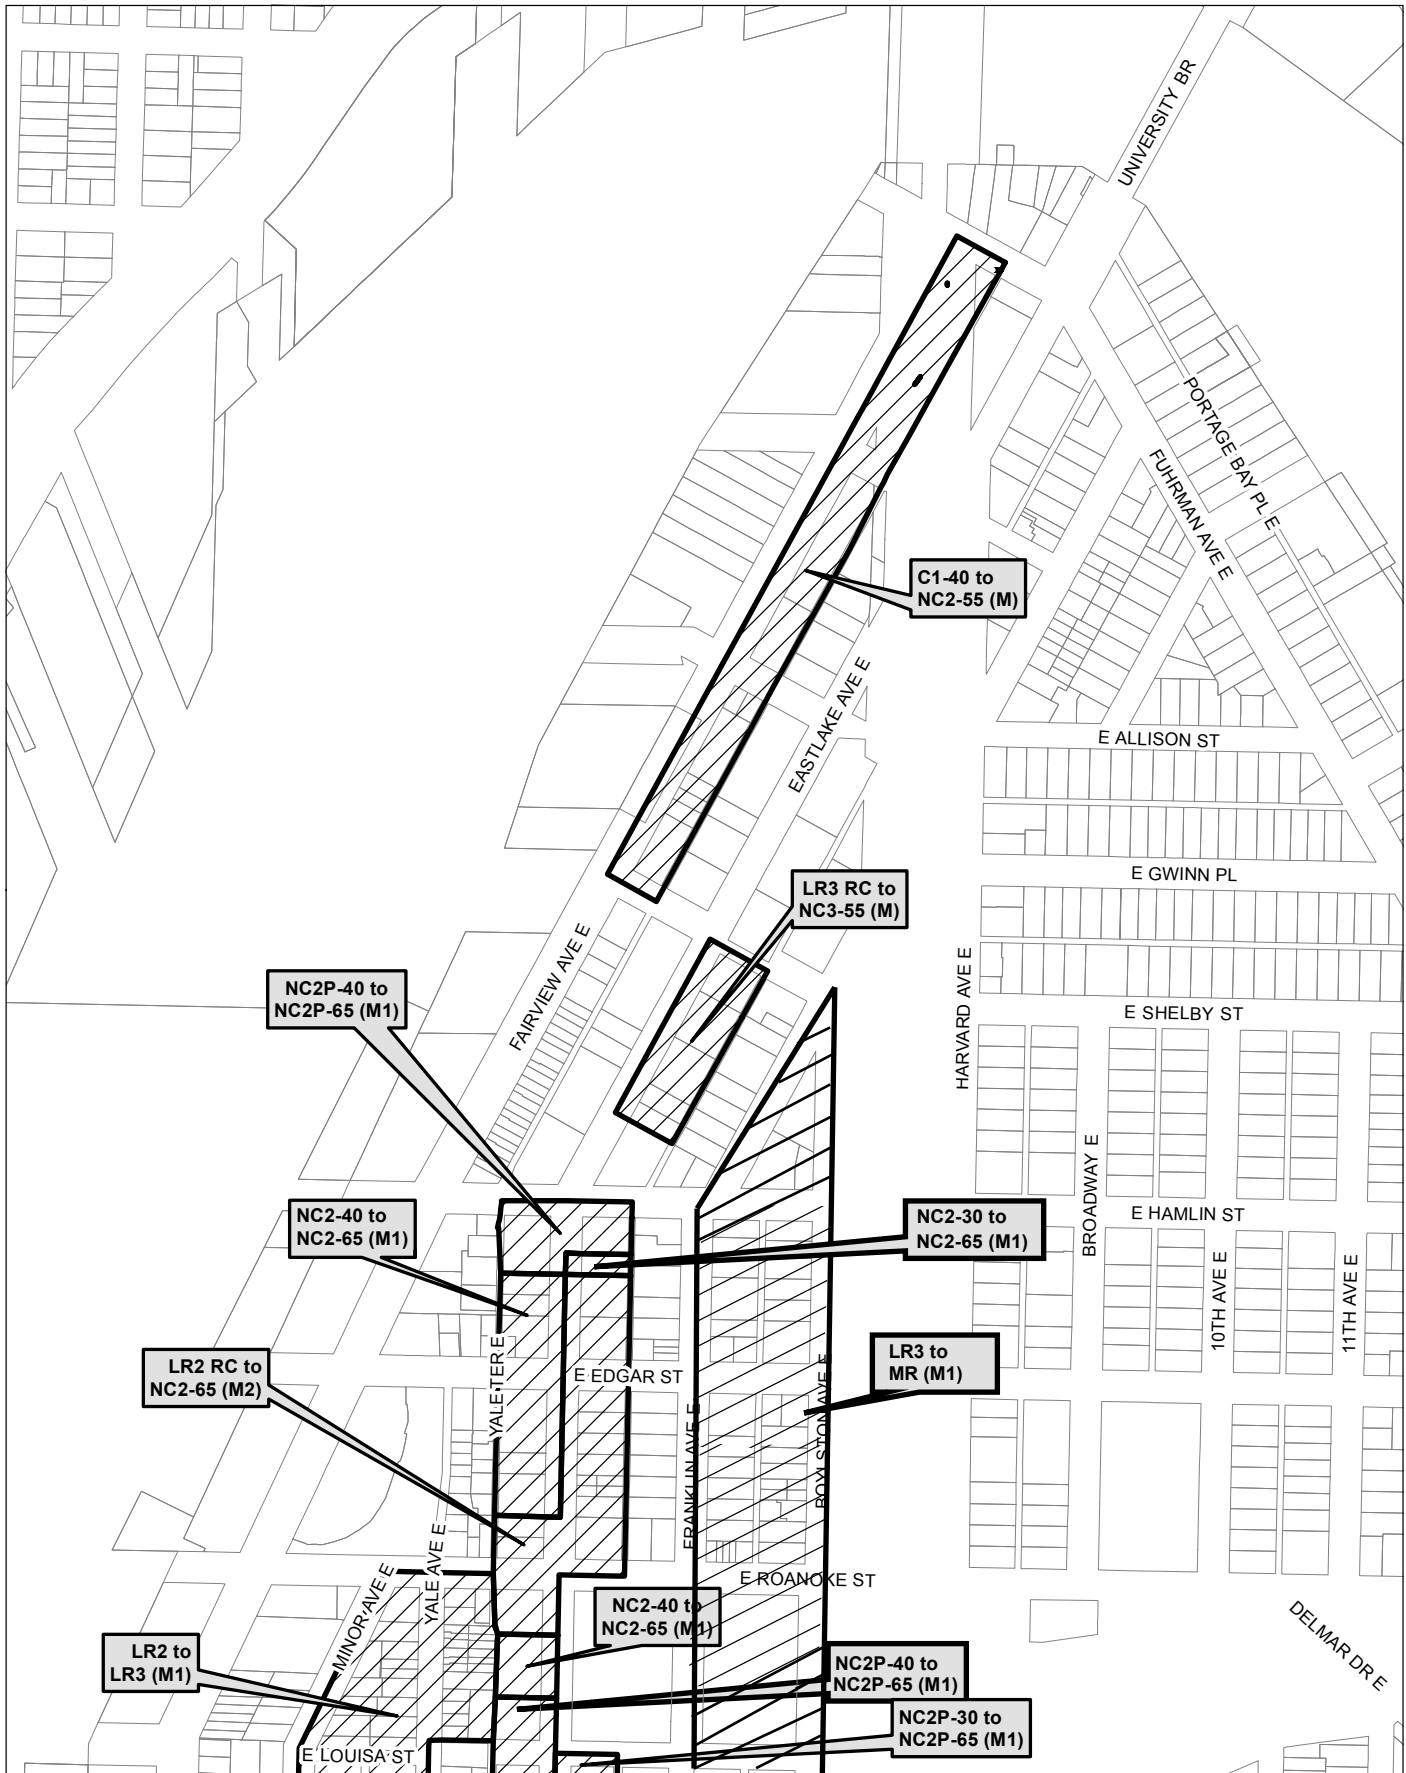 UNIVERSITY BR
PORTAGE BAY PL E
FUHRMAN AVE E
C1-40 to
NC2-55 (M)
EASTLAKE AVE E
E ALLISON ST
E GWINN PL
LR3 RC to
NC3-55 (M)
FAIRVIEW AVE E
HARVARD AVE E
NC2P-40 to
NC2P-65 (M1)
E SHELBY ST
BROADWAY E
NC2-40 to
NC2-65 (M1)
NC2-30 to
NC2-65 (M1)
E HAMLIN ST
10TH AVE E
11TH AVE E
LR2 RC to
NC2-65 (M2)
YALE TER E
E EDGAR ST
LR3 to
MR (M1)
FRANKLIN AVE E
BOYLSTON AVE E
MINOR AVE E
YALE AVE E
E ROANOKE ST
NC2-40 to
NC2-65 (M1)
DELMAR DR E
LR2 to
LR3 (M1)
NC2P-40 to
NC2P-65 (M1)
NC2P-30 to
NC2P-65 (M1)
E LOUISA ST